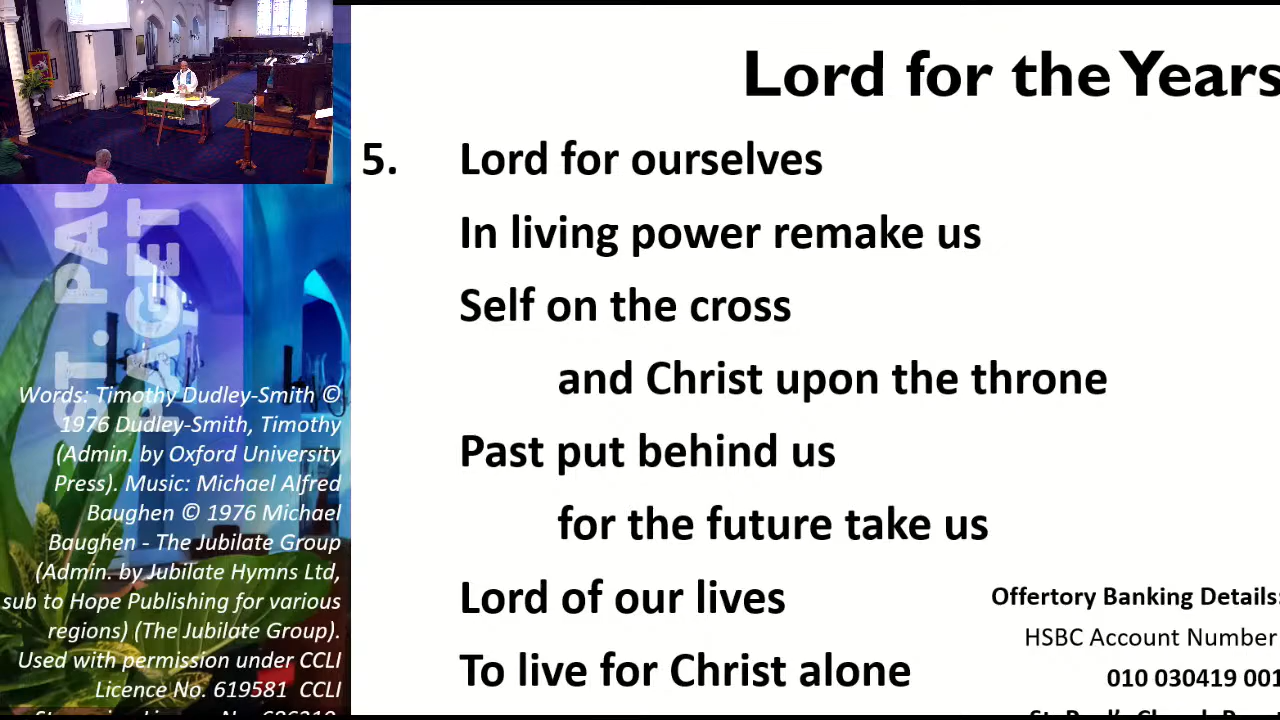 Lord for the Years
5. Lord for ourselves
In living power remake us
Self on the cross
and Christ upon the throne
Past put behind us
for the future take us
Lord of our lives
To live for Christ alone
ST. PAU
PAGET
Words: Timothy Dudley-Smith ©
1976 Dudley-Smith, Timothy
(Admin. by Oxford University
Press). Music: Michael Alfred
Baughen © 1976 Michael
Baughen - The Jubilate Group
(Admin. by Jubilate Hymns Ltd,
sub to Hope Publishing for various
regions) (The Jubilate Group).
Used with permission under CCLI
Licence No. 619581 CCLI
Offertory Banking Details:
HSBC Account Number
010 030419 001